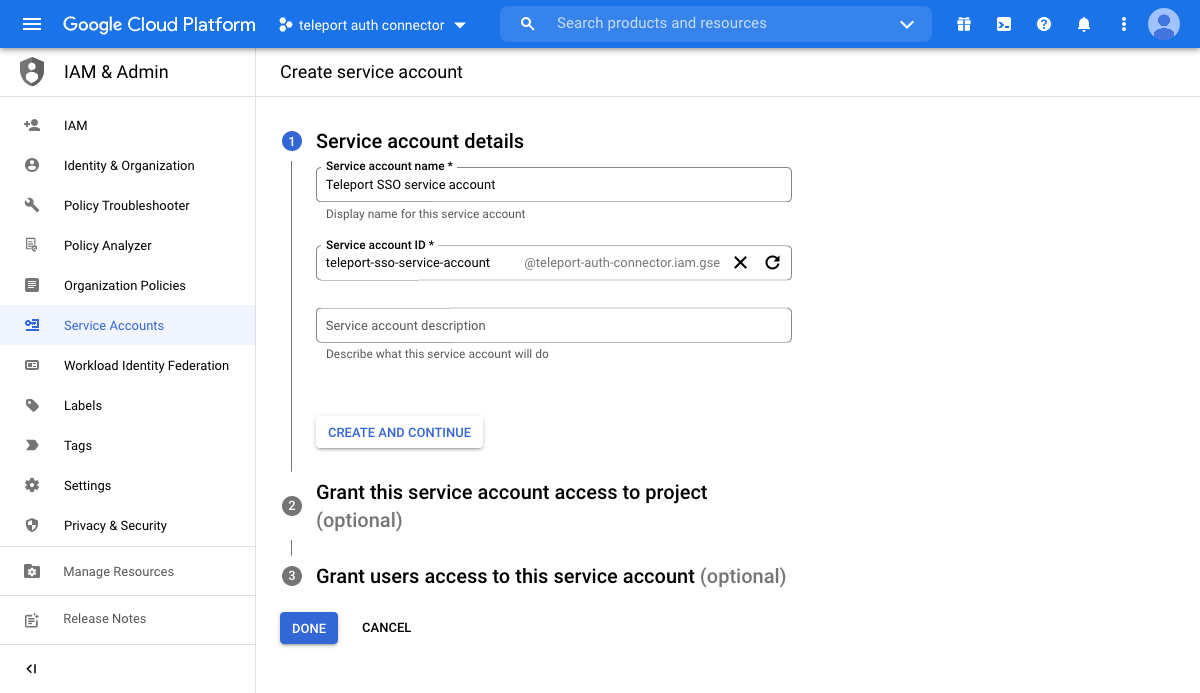 Google Cloud Platform
teleport auth connector
Search products and resources
IAM & Admin
Create service account
IAM
Identity & Organization
Policy Troubleshooter
Policy Analyzer
Organization Policies
Service Accounts
Workload Identity Federation
Labels
Tags
Settings
Privacy & Security
Manage Resources
Release Notes
1 Service account details
Service account name *
Teleport SSO service account
Display name for this service account
Service account ID *
teleport-sso-service-account @teleport-auth-connector.iam.gse
Service account description
Describe what this service account will do
CREATE AND CONTINUE
2 Grant this service account access to project
(optional)
3 Grant users access to this service account (optional)
DONE CANCEL